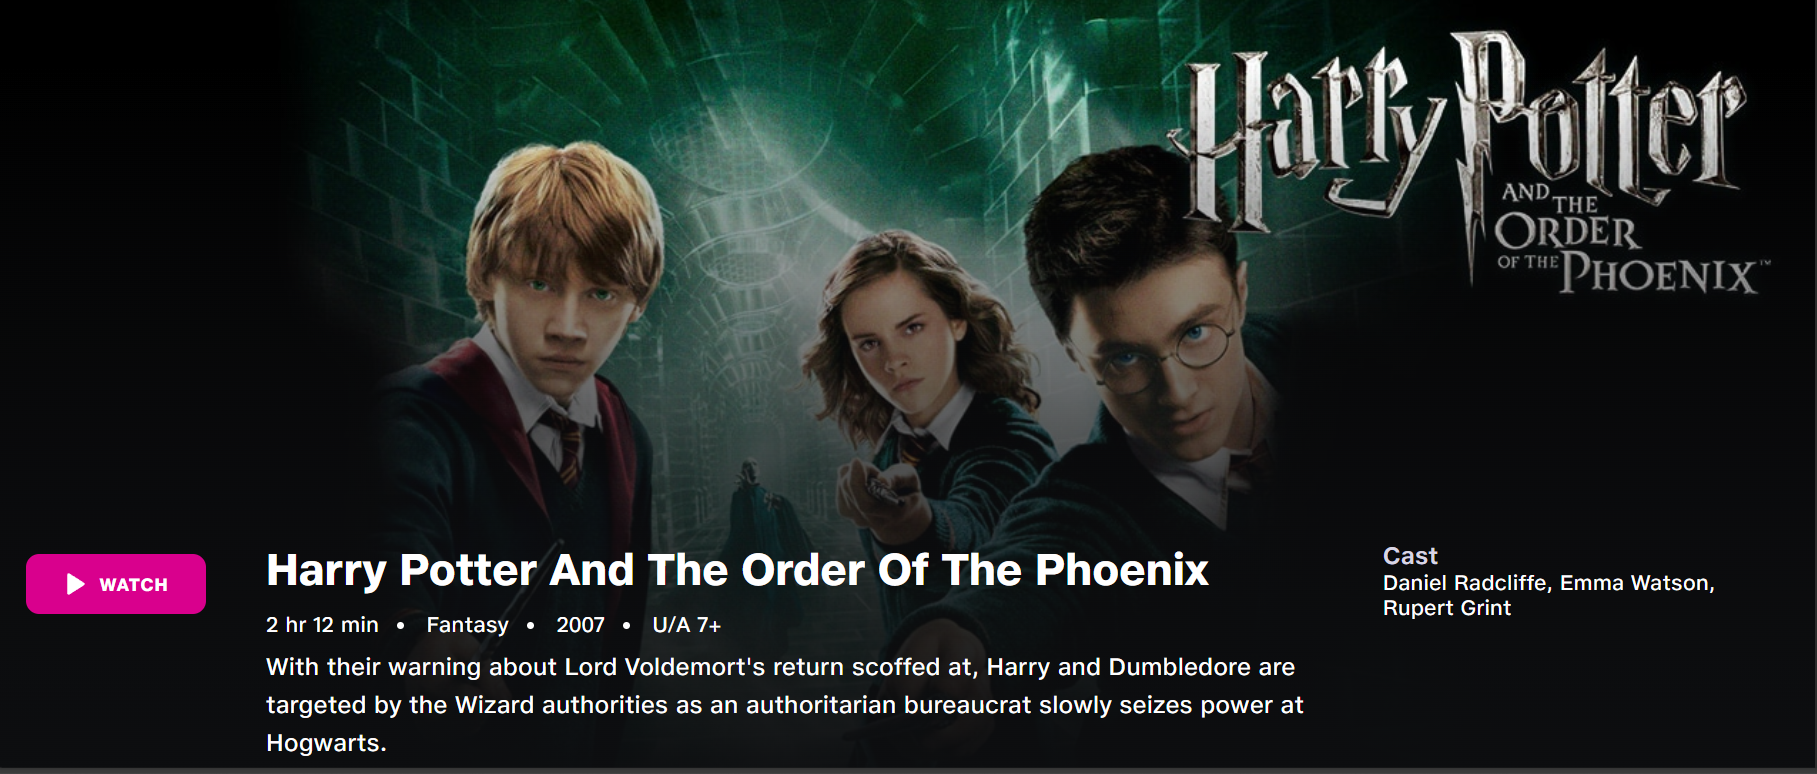 Harry Potter
AND THE
ORDER
OF THE PHOENIX™
WATCH
Harry Potter And The Order Of The Phoenix
2 hr 12 min • Fantasy • 2007 • U/A 7+
With their warning about Lord Voldemort's return scoffed at, Harry and Dumbledore are
targeted by the Wizard authorities as an authoritarian bureaucrat slowly seizes power at
Hogwarts.
Cast
Daniel Radcliffe, Emma Watson,
Rupert Grint